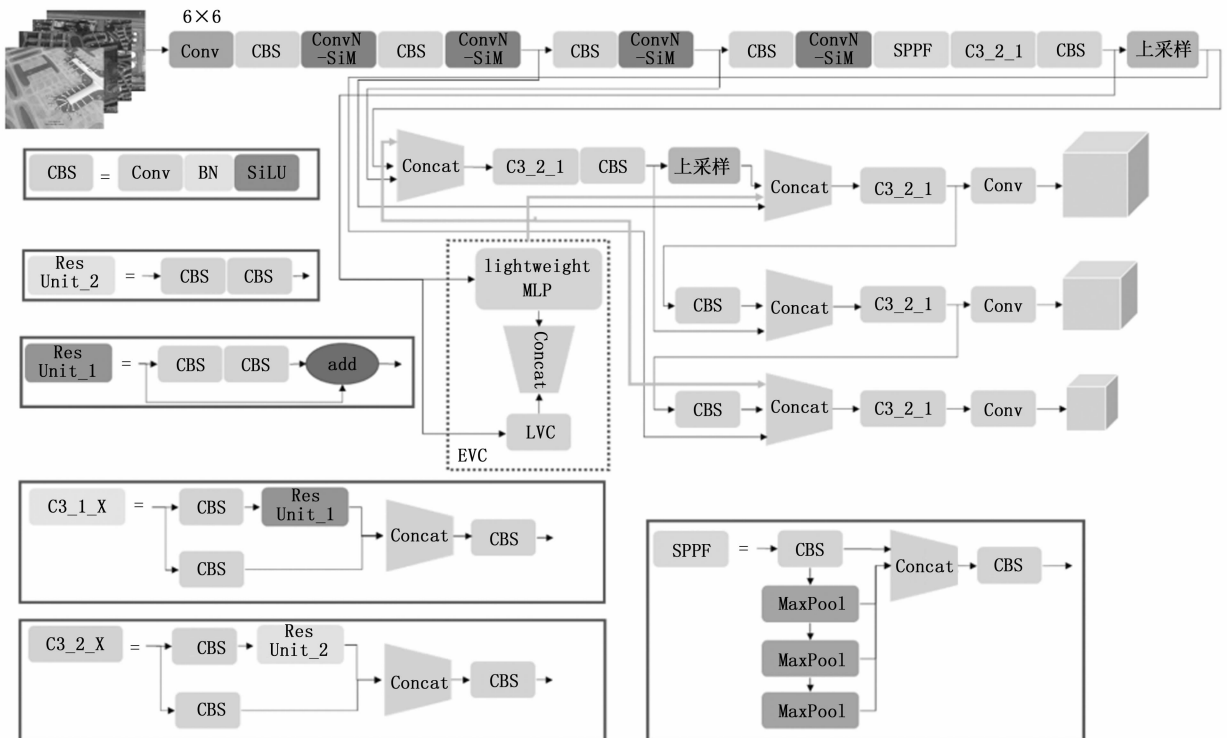 6×6
Conv CBS ConvN-SiM CBS ConvN-SiM CBS ConvN-SiM CBS ConvN-SiM SPPF C3_2_1 CBS 上采样
Concat C3_2_1 CBS 上采样 Concat C3_2_1 Conv
CBS = Conv BN SiLU
Res
Unit_2 = CBS CBS
lightweight
MLP
Concat
LVC
EVC
CBS Concat C3_2_1 Conv
Res
Unit_1 = CBS CBS add
CBS Concat C3_2_1 Conv
C3_1_X = CBS Res
Unit_1 Concat CBS
CBS
C3_2_X = CBS Res
Unit_2 Concat CBS
CBS
SPPF = CBS Concat CBS
MaxPool
MaxPool
MaxPool